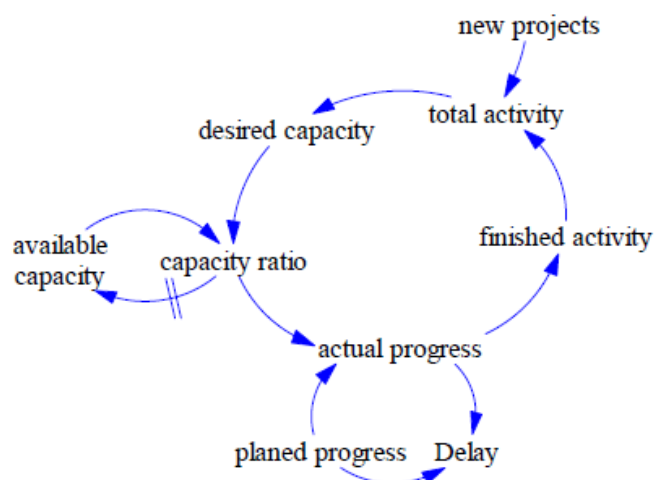 new projects
total activity
desired capacity
finished activity
available
capacity
capacity ratio
actual progress
planed progress
Delay